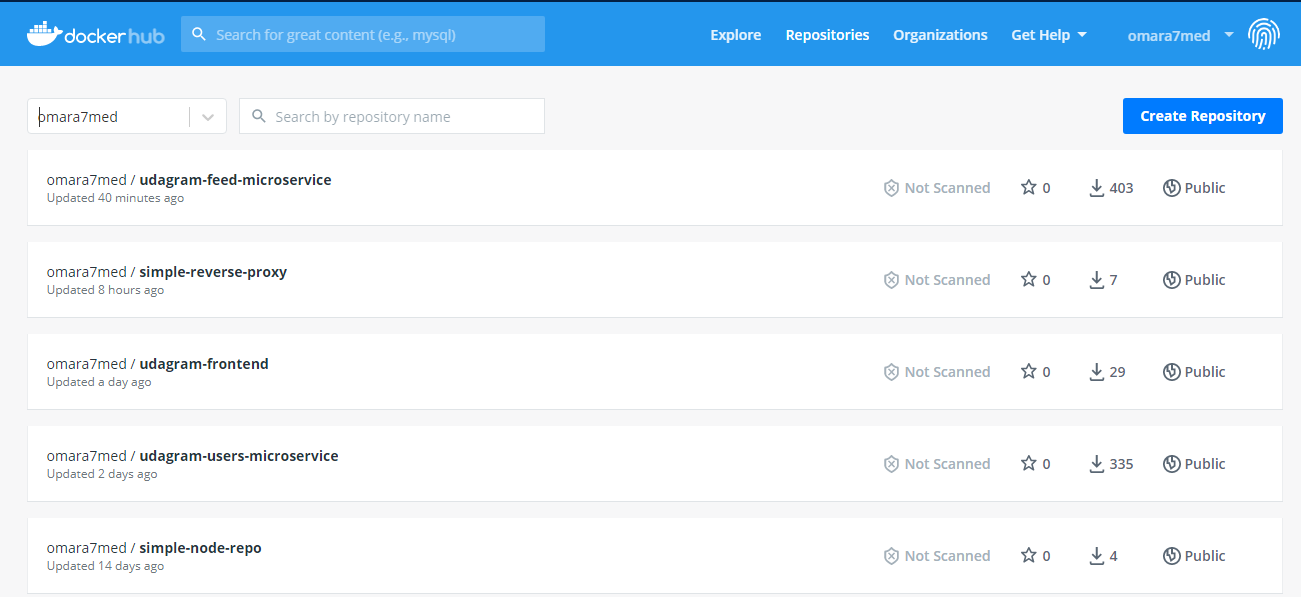 docker hub Search for great content (e.g., mysql) Explore Repositories Organizations Get Help omara7med
omara7med Search by repository name Create Repository
omara7med / udagram-feed-microservice Not Scanned 0 403 Public
Updated 40 minutes ago
omara7med / simple-reverse-proxy Not Scanned 0 7 Public
Updated 8 hours ago
omara7med / udagram-frontend Not Scanned 0 29 Public
Updated a day ago
omara7med / udagram-users-microservice Not Scanned 0 335 Public
Updated 2 days ago
omara7med / simple-node-repo Not Scanned 0 4 Public
Updated 14 days ago